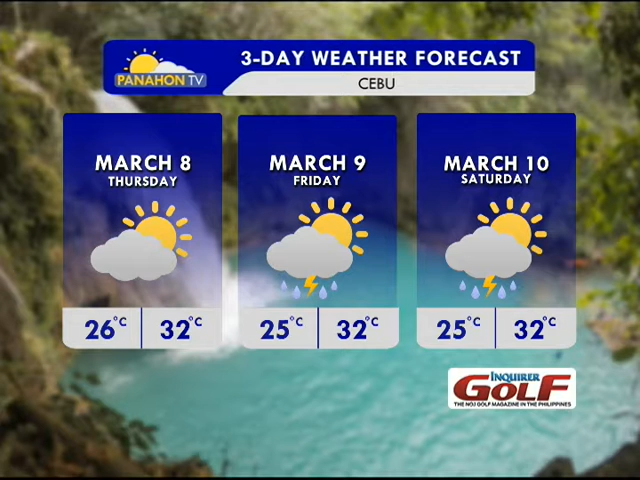 PANAHON TV
3-DAY WEATHER FORECAST
CEBU
MARCH 8
THURSDAY
26°C
32°C
MARCH 9
FRIDAY
25°C
32°C
MARCH 10
SATURDAY
25°C
32°C
INQUIRER
GOLF
THE NO.1 GOLF MAGAZINE IN THE PHILIPPINES